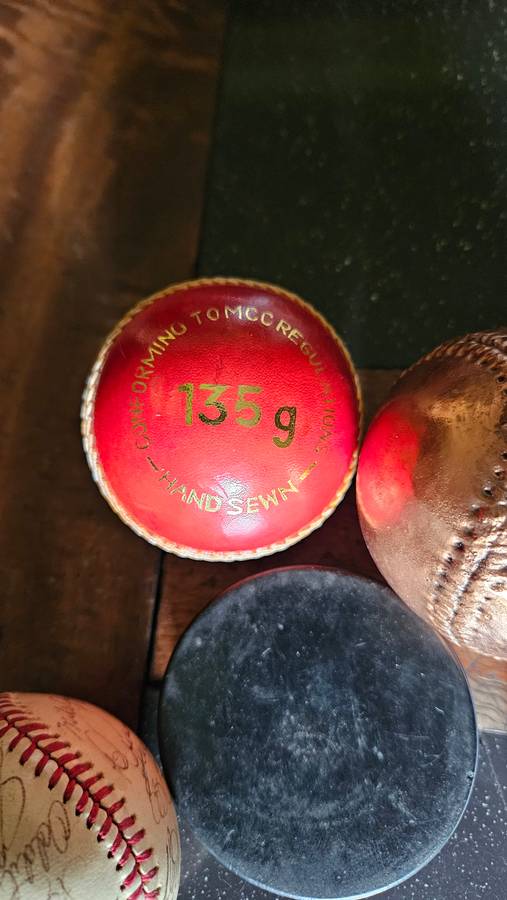 CONFORMING TO MCC REGULATIONS
135 g
— HAND SEWN —